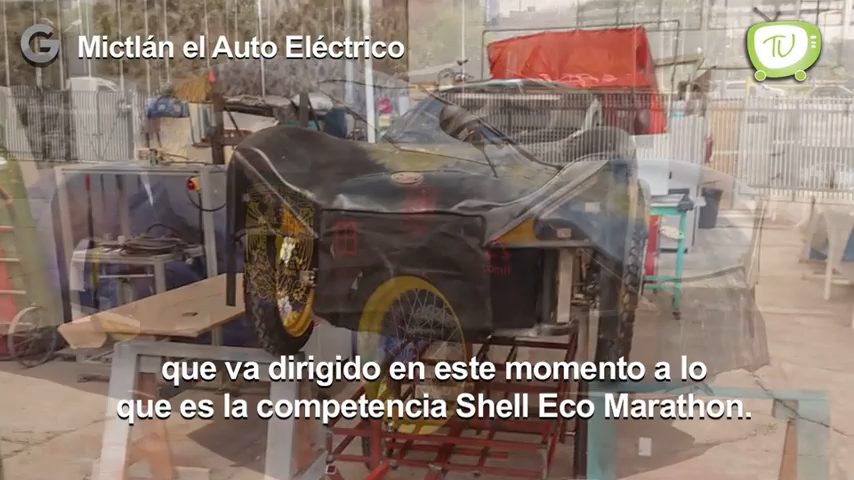 G Mictlán el Auto Eléctrico
TV
que va dirigido en este momento a lo
que es la competencia Shell Eco Marathon.